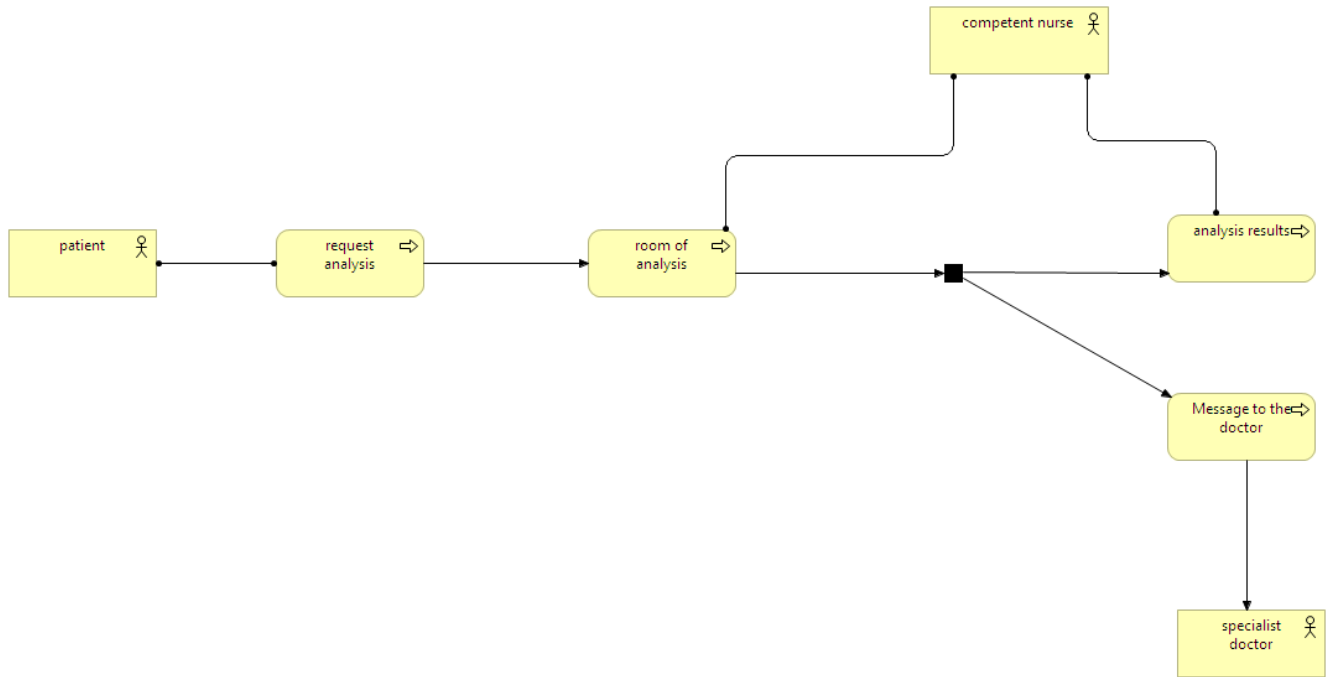 competent nurse
patient
request
analysis
room of
analysis
analysis results
Message to the
doctor
specialist
doctor